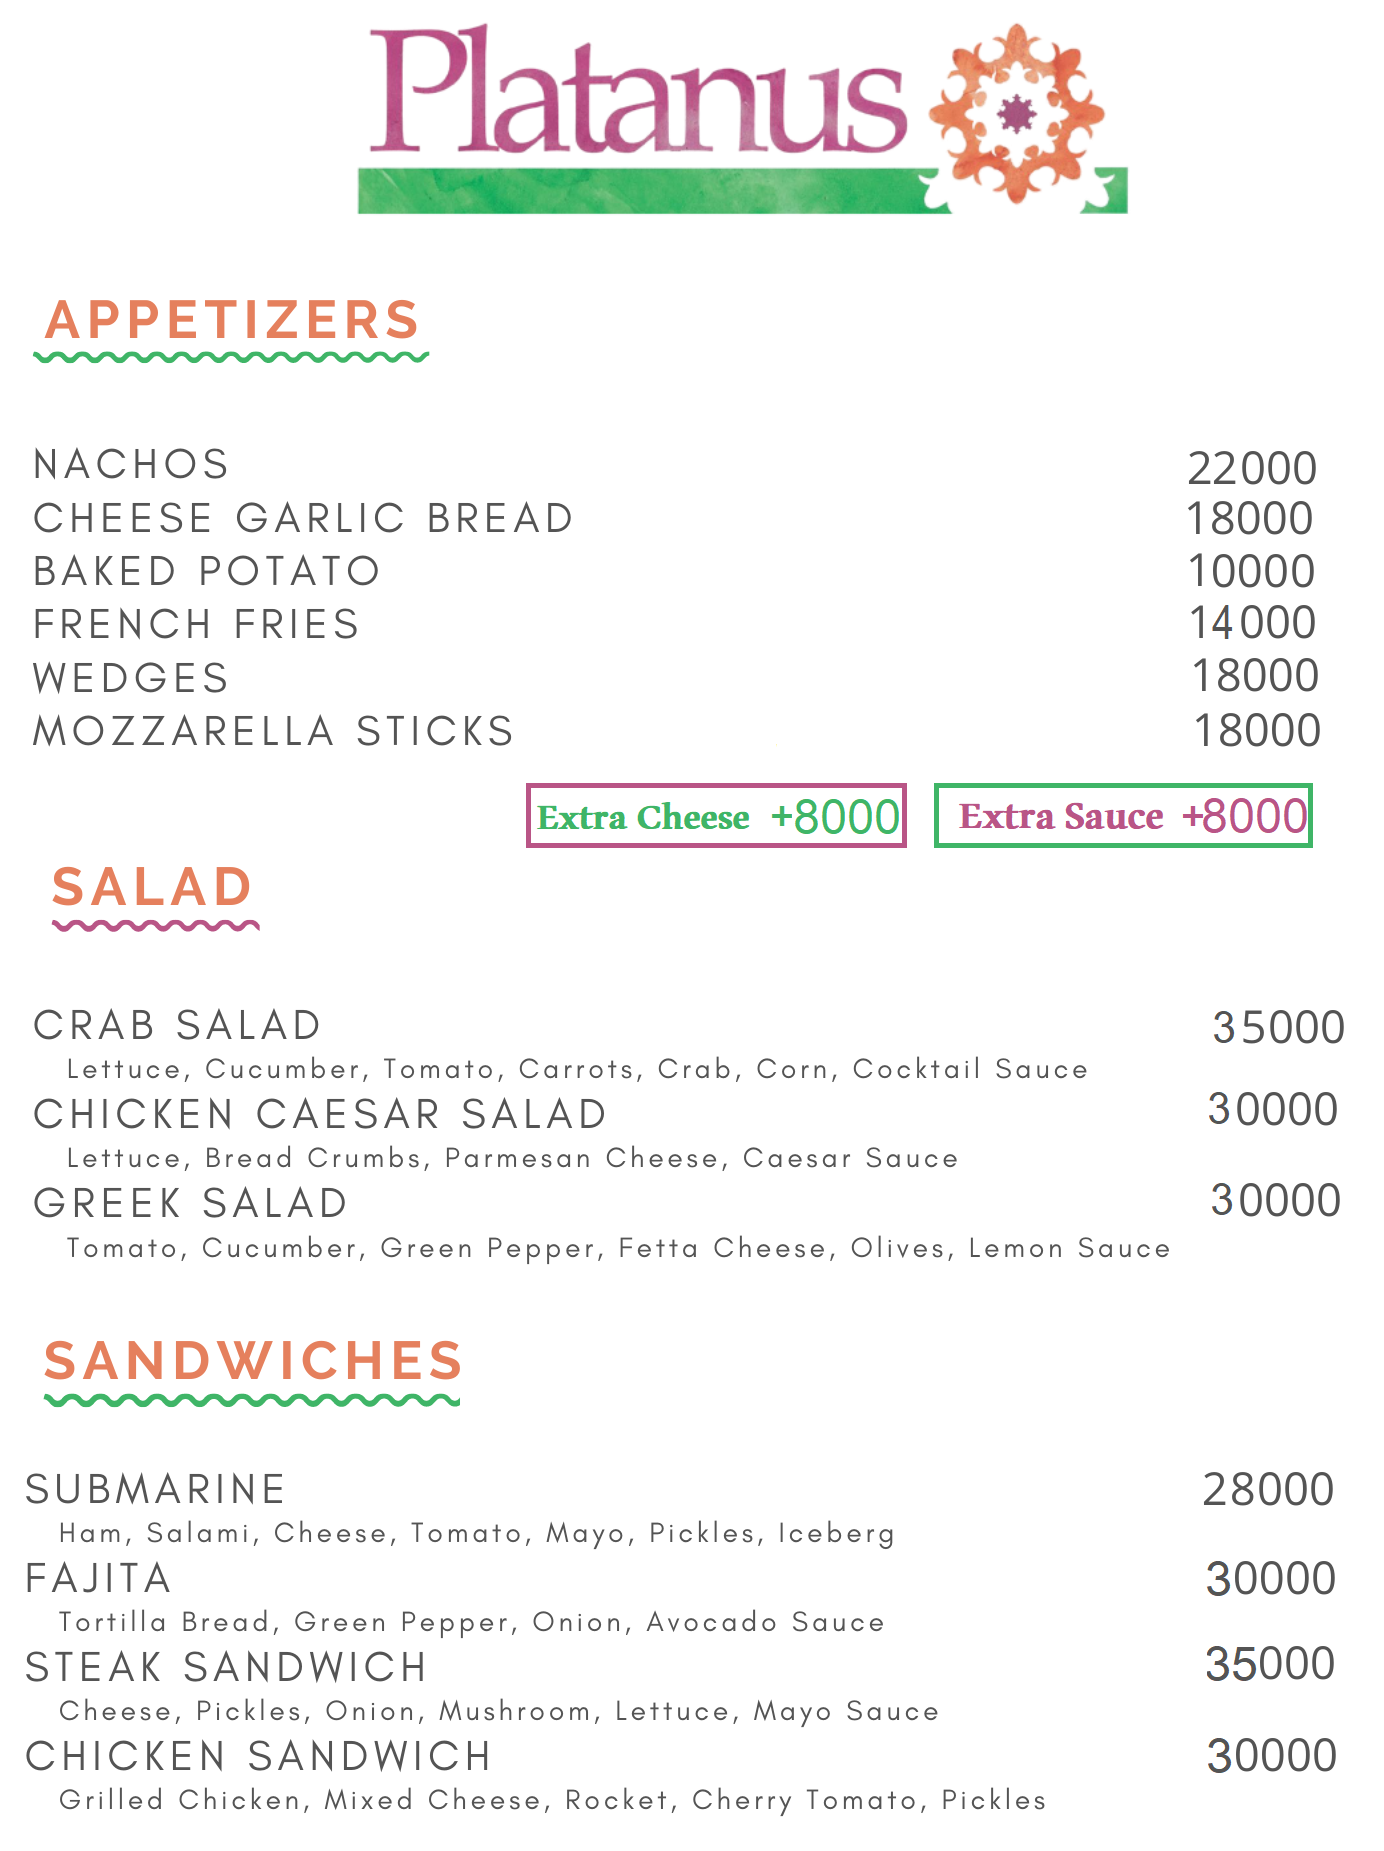 Platanus
APPETIZERS
NACHOS 22000
CHEESE GARLIC BREAD 18000
BAKED POTATO 10000
FRENCH FRIES 14000
WEDGES 18000
MOZZARELLA STICKS 18000
Extra Cheese +8000 Extra Sauce +8000
SALAD
CRAB SALAD 35000
Lettuce, Cucumber, Tomato, Carrots, Crab, Corn, Cocktail Sauce
CHICKEN CAESAR SALAD 30000
Lettuce, Bread Crumbs, Parmesan Cheese, Caesar Sauce
GREEK SALAD 30000
Tomato, Cucumber, Green Pepper, Fetta Cheese, Olives, Lemon Sauce
SANDWICHES
SUBMARINE 28000
Ham, Salami, Cheese, Tomato, Mayo, Pickles, Iceberg
FAJITA 30000
Tortilla Bread, Green Pepper, Onion, Avocado Sauce
STEAK SANDWICH 35000
Cheese, Pickles, Onion, Mushroom, Lettuce, Mayo Sauce
CHICKEN SANDWICH 30000
Grilled Chicken, Mixed Cheese, Rocket, Cherry Tomato, Pickles